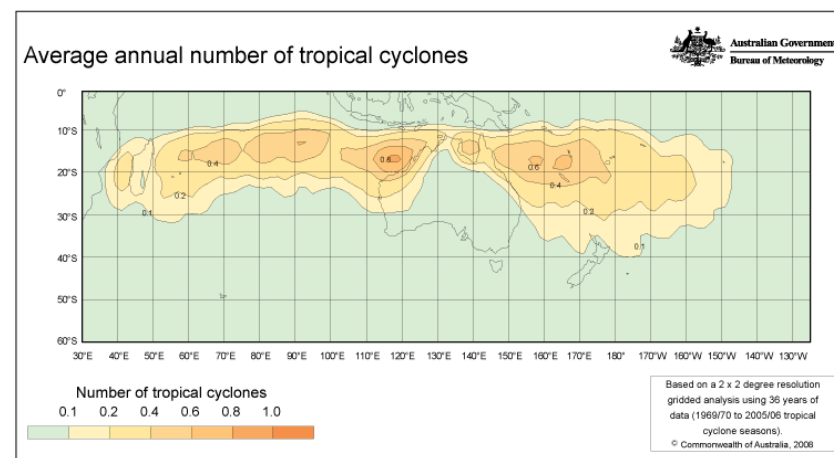 Average annual number of tropical cyclones
Australian Government
Bureau of Meteorology
0°
10°S
20°S
30°S
40°S
50°S
60°S
0.4
0.2
0.1
0.8
0.6
0.4
0.2
0.1
30°E 40°E 50°E 60°E 70°E 80°E 90°E 100°E 110°E 120°E 130°E 140°E 150°E 160°E 170°E 180° 170°W 160°W 150°W 140°W 130°W
Number of tropical cyclones
0.1 0.2 0.4 0.6 0.8 1.0
Based on a 2 x 2 degree resolution
gridded analysis using 36 years of
data (1969/70 to 2005/06 tropical
cyclone seasons).
© Commonwealth of Australia, 2008